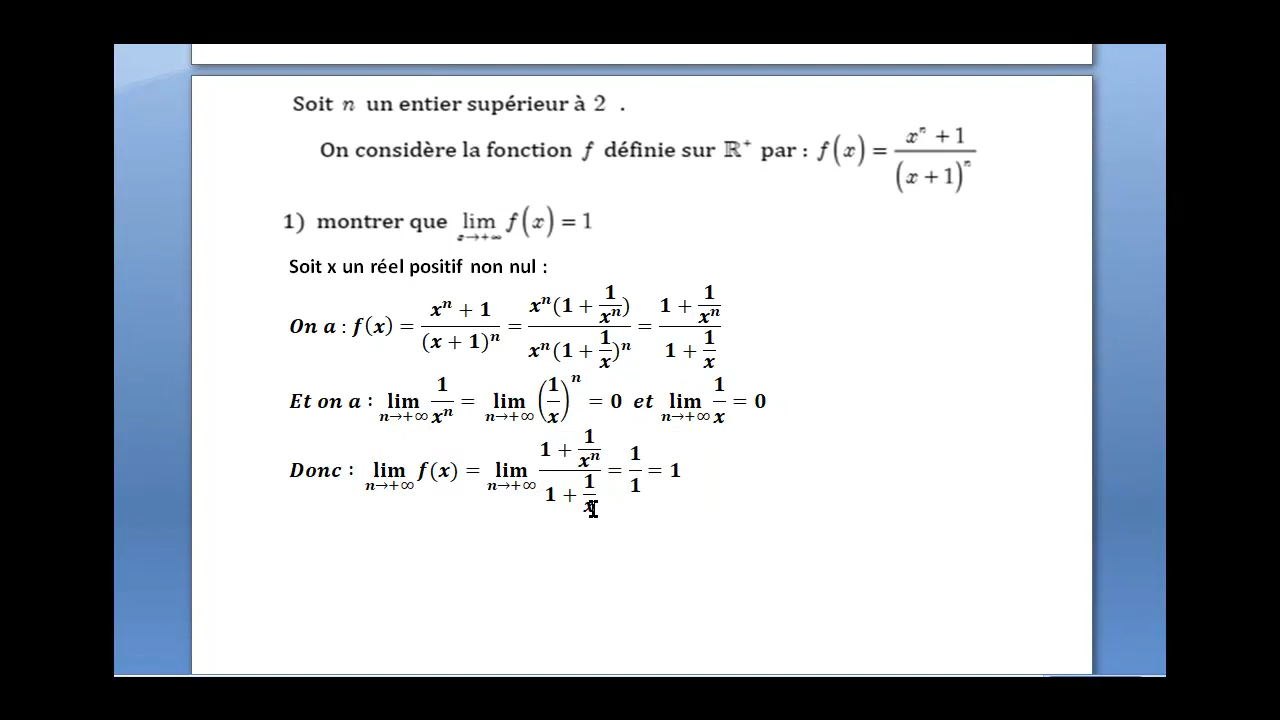 Soit n un entier supérieur à 2 .
On considère la fonction f définie sur ℝ⁺ par : f(x) = (xⁿ + 1)/(x + 1)ⁿ
1) montrer que lim_{x→+∞} f(x) = 1
Soit x un réel positif non nul :
On a : f(x) = (xⁿ + 1)/(x + 1)ⁿ = xⁿ(1 + 1/xⁿ)/xⁿ(1 + 1/x)ⁿ = (1 + 1/xⁿ)/(1 + 1/x)
Et on a : lim_{n→+∞} 1/xⁿ = lim_{n→+∞} (1/x)ⁿ = 0 et lim_{n→+∞} 1/x = 0
Donc : lim_{n→+∞} f(x) = lim_{n→+∞} (1 + 1/xⁿ)/(1 + 1/x) = 1/1 = 1